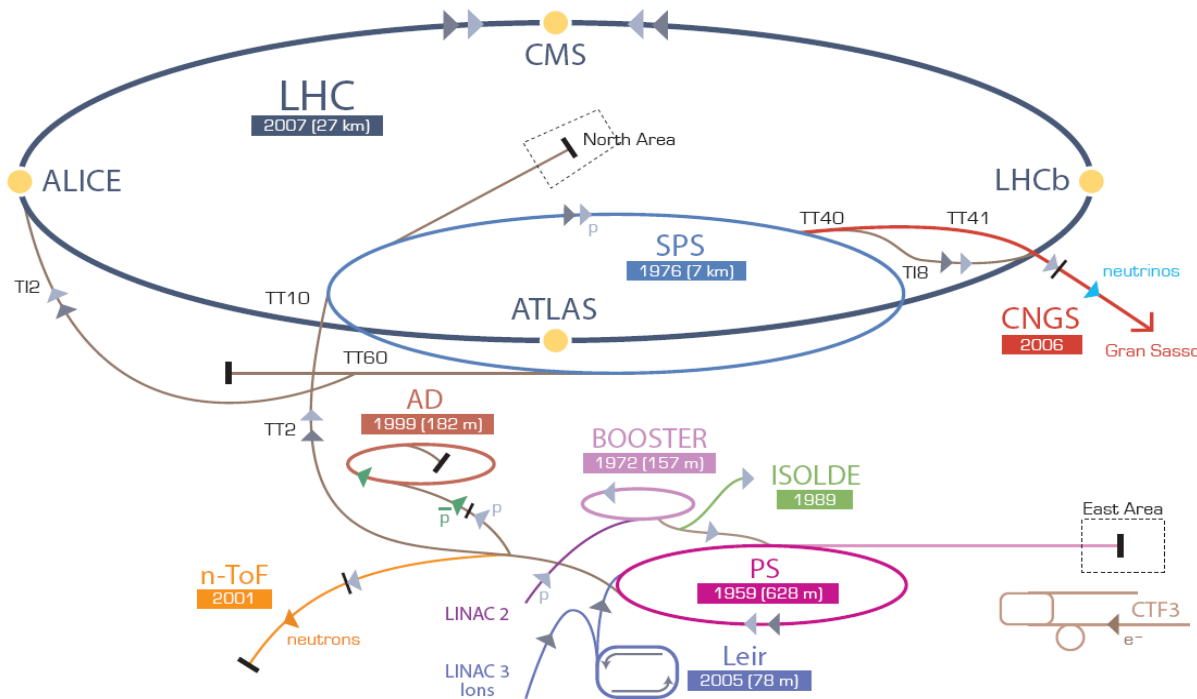 CMS
LHC
2007 (27 km)
North Area
ALICE
LHCb
TT40
TT41
p
SPS
1976 (7 km)
TI8
neutrinos
TI2
TT10
ATLAS
CNGS
2006
Gran Sasso
TT60
AD
1999 (182 m)
TT2
BOOSTER
1972 (157 m)
ISOLDE
1989
p̅
p
East Area
n-ToF
2001
PS
1959 (628 m)
LINAC 2
p
neutrons
CTF3
e⁻
LINAC 3
Ions
Leir
2005 (78 m)